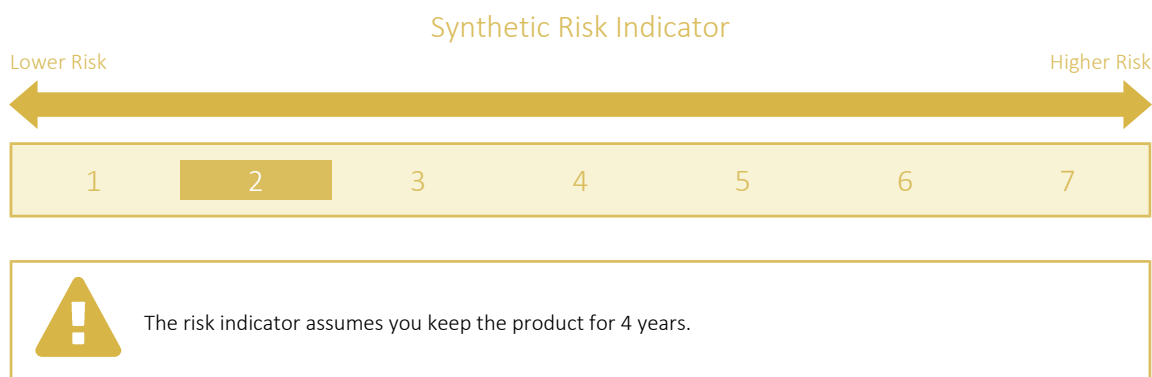 Synthetic Risk Indicator
Lower Risk Higher Risk
1 2 3 4 5 6 7
The risk indicator assumes you keep the product for 4 years.